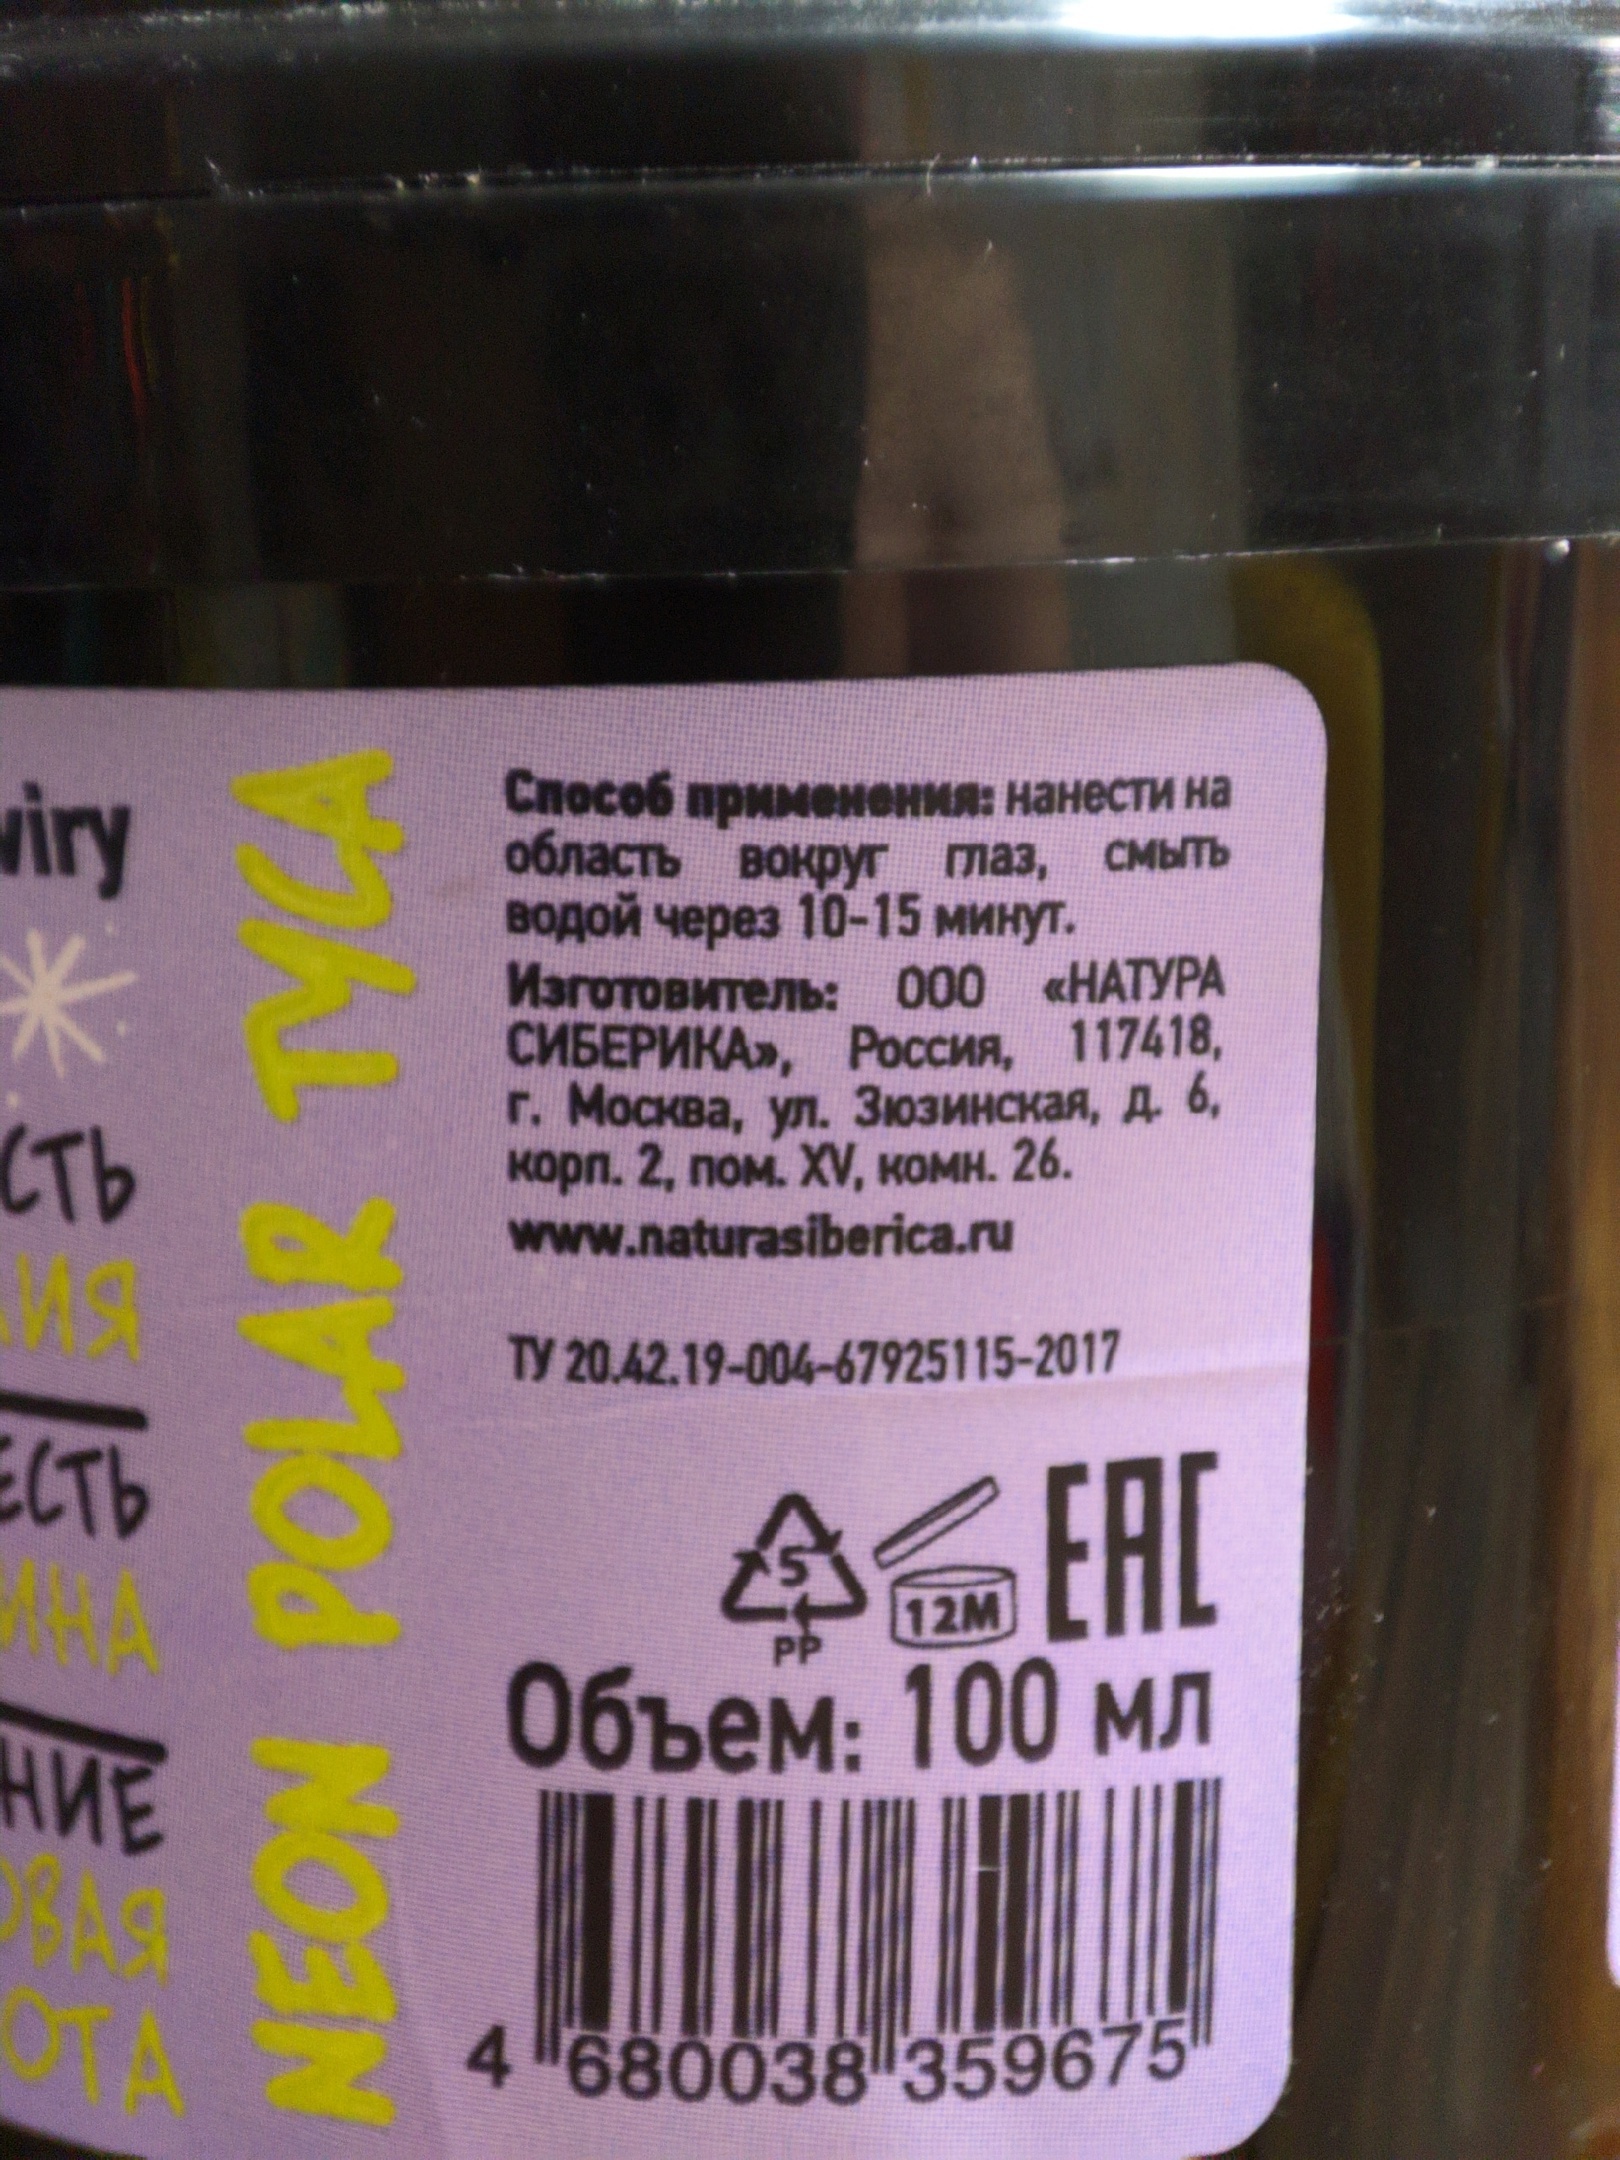 Способ применения: нанести на
область вокруг глаз, смыть
водой через 10-15 минут.
Изготовитель: ООО «НАТУРА
СИБЕРИКА», Россия, 117418,
г. Москва, ул. Зюзинская, д. 6,
корп. 2, пом. XV, комн. 26.
www.naturasiberica.ru
ТУ 20.42.19-004-67925115-2017
5
PP
12M
EAC
Объем: 100 мл
4 680038 359675
NEON POLAR ТУСА